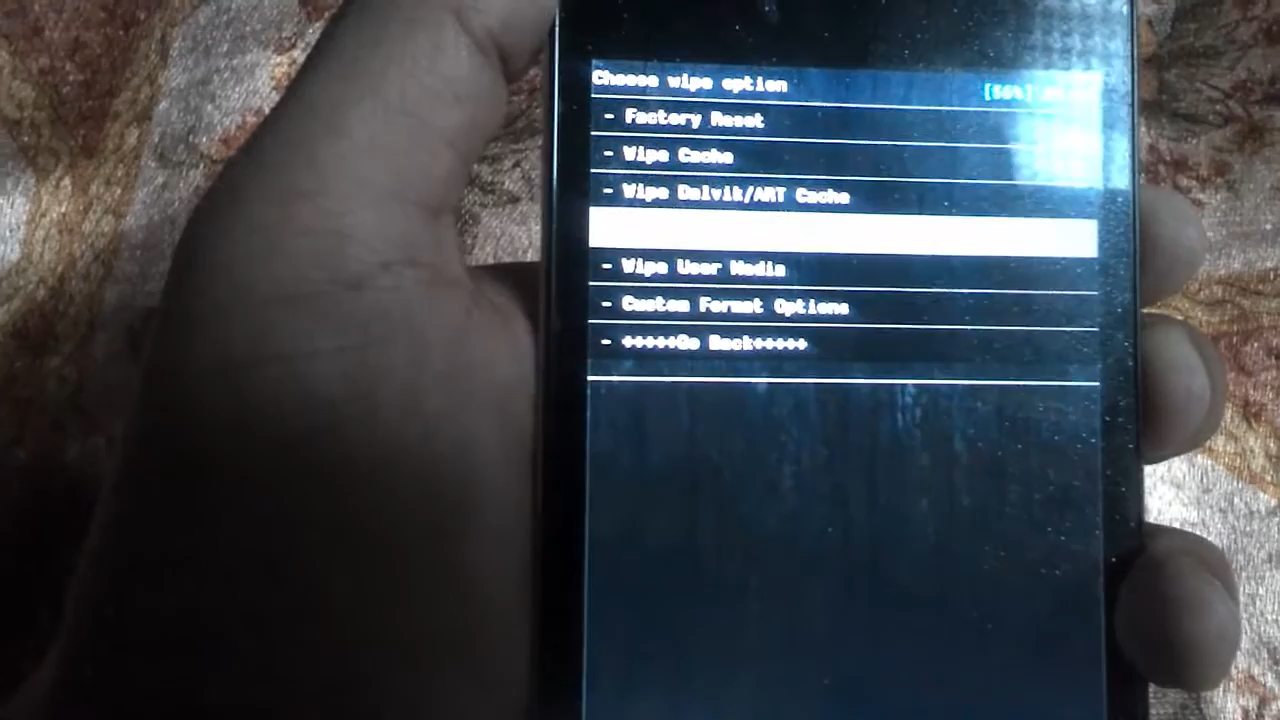 Choose wipe option
[56%]
- Factory Reset
- Wipe Cache
- Wipe Dalvik/ART Cache
- Wipe User Media
- Custom Format Options
- +++++Go Back+++++